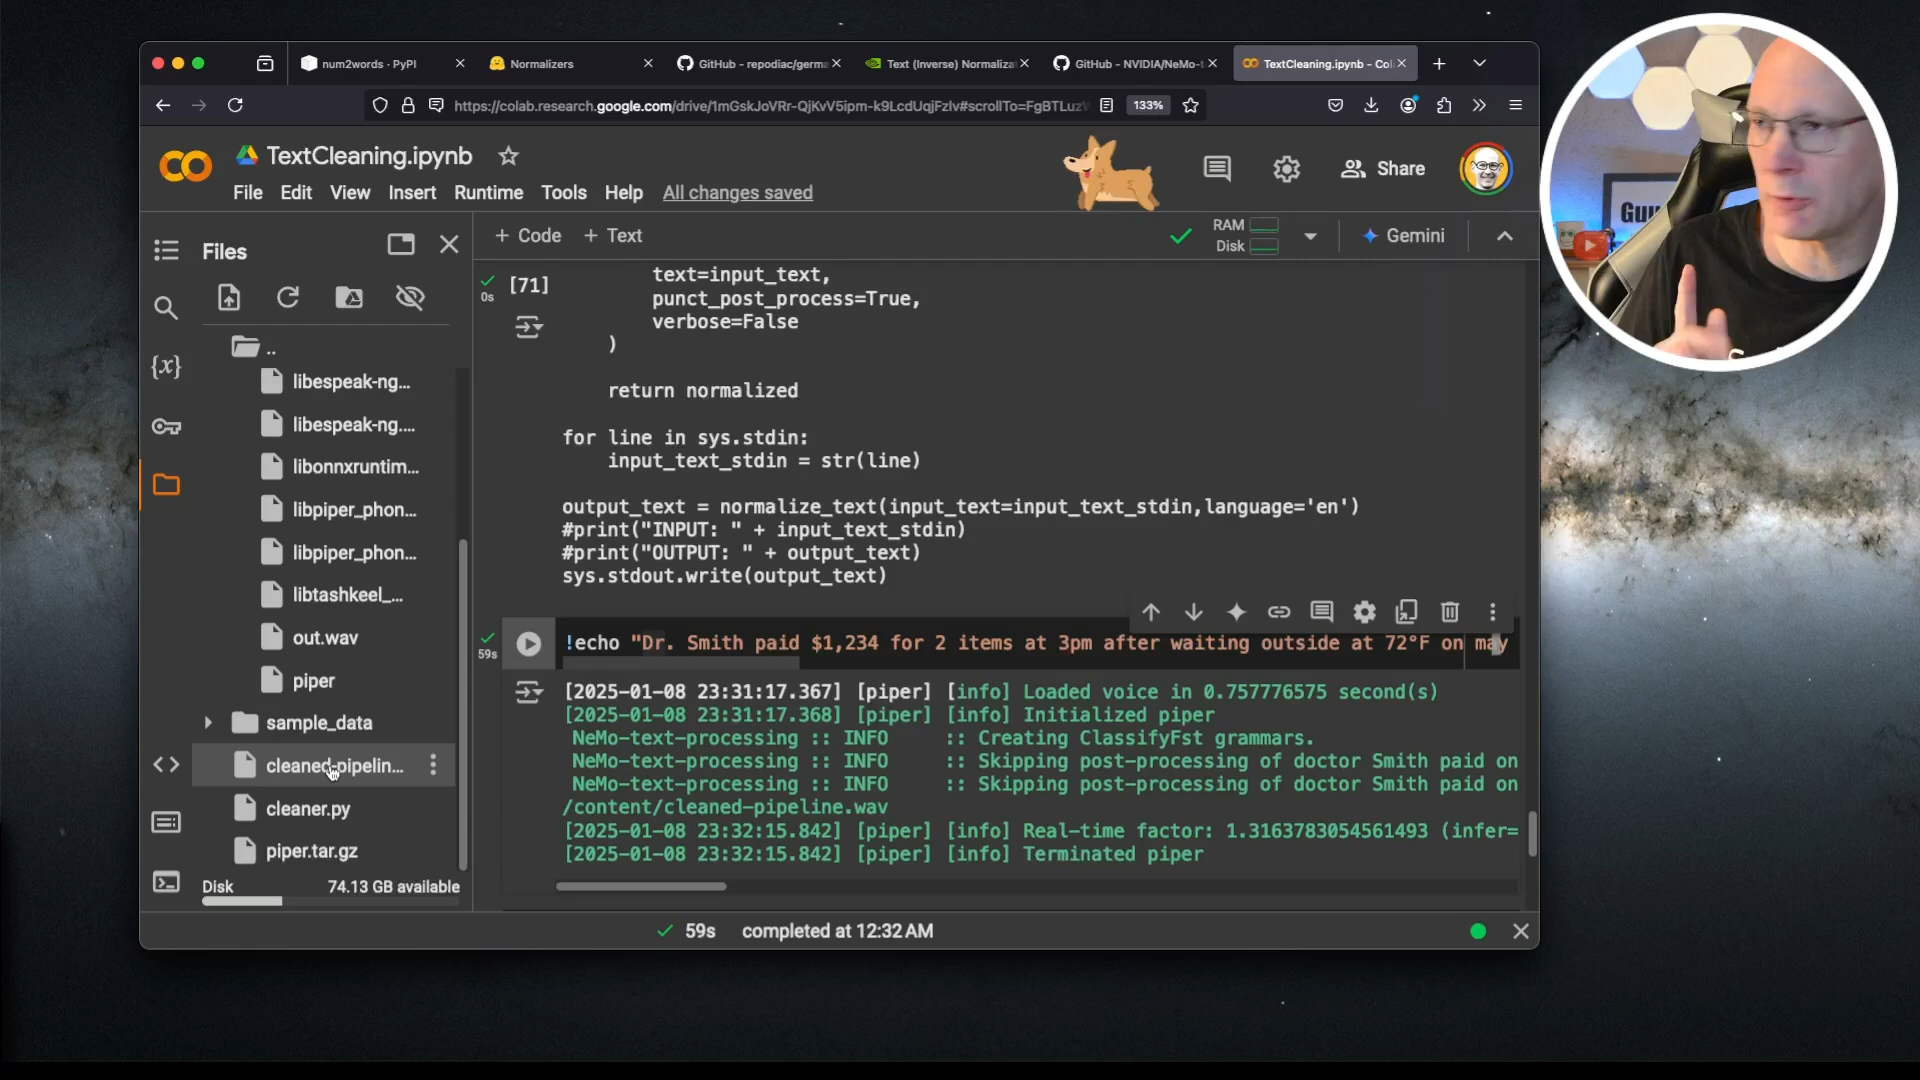 num2words · PyPI
Normalizers
GitHub - repodiac/germa
Text (Inverse) Normaliza
GitHub - NVIDIA/NeMo-t
TextCleaning.ipynb - Col
https://colab.research.google.com/drive/1mGskJoVRr-QjKvV5ipm-k9LcdUqjFzlv#scrollTo=FgBTLuzV
133%
TextCleaning.ipynb
File Edit View Insert Runtime Tools Help All changes saved
Share
Files
+ Code + Text
RAM
Disk
Gemini
..
libespeak-ng...
libespeak-ng....
libonnxruntim...
libpiper_phon...
libpiper_phon...
libtashkeel_...
out.wav
piper
sample_data
cleaned-pipelin...
cleaner.py
piper.tar.gz
Disk 74.13 GB available
0s
[71]
text=input_text,
punct_post_process=True,
verbose=False
)
return normalized
for line in sys.stdin:
input_text_stdin = str(line)
output_text = normalize_text(input_text=input_text_stdin,language='en')
#print("INPUT: " + input_text_stdin)
#print("OUTPUT: " + output_text)
sys.stdout.write(output_text)
59s
!echo "Dr. Smith paid $1,234 for 2 items at 3pm after waiting outside at 72°F on may
[2025-01-08 23:31:17.367] [piper] [info] Loaded voice in 0.757776575 second(s)
[2025-01-08 23:31:17.368] [piper] [info] Initialized piper
NeMo-text-processing :: INFO :: Creating ClassifyFst grammars.
NeMo-text-processing :: INFO :: Skipping post-processing of doctor Smith paid on
NeMo-text-processing :: INFO :: Skipping post-processing of doctor Smith paid on
/content/cleaned-pipeline.wav
[2025-01-08 23:32:15.842] [piper] [info] Real-time factor: 1.3163783054561493 (infer=
[2025-01-08 23:32:15.842] [piper] [info] Terminated piper
59s completed at 12:32 AM